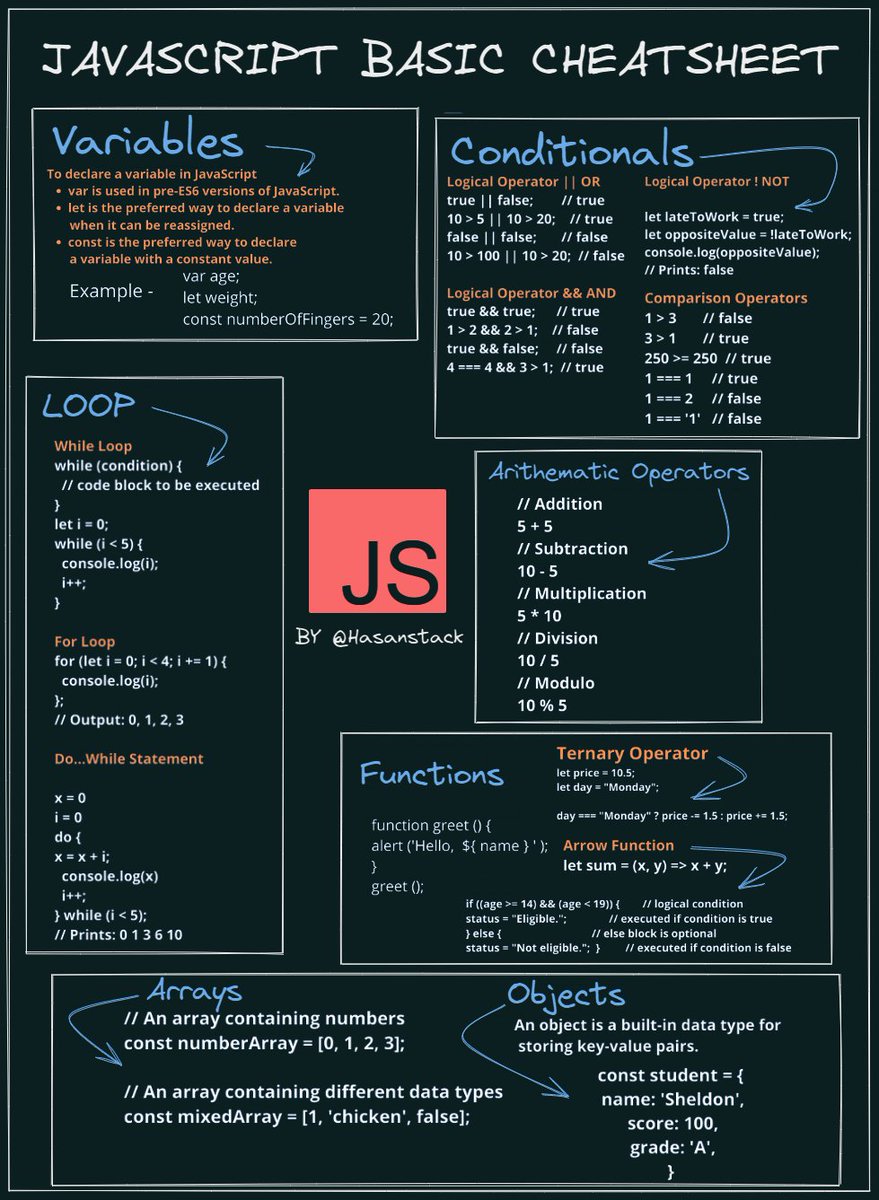 JAVASCRIPT BASIC CHEATSHEET
Variables
To declare a variable in JavaScript
• var is used in pre-ES6 versions of JavaScript.
• let is the preferred way to declare a variable
when it can be reassigned.
• const is the preferred way to declare
a variable with a constant value.
Example -
var age;
let weight;
const numberOfFingers = 20;
Conditionals
Logical Operator || OR
true || false; // true
10 > 5 || 10 > 20; // true
false || false; // false
10 > 100 || 10 > 20; // false
Logical Operator && AND
true && true; // true
1 > 2 && 2 > 1; // false
true && false; // false
4 === 4 && 3 > 1; // true
Logical Operator ! NOT
let lateToWork = true;
let oppositeValue = !lateToWork;
console.log(oppositeValue);
// Prints: false
Comparison Operators
1 > 3 // false
3 > 1 // true
250 >= 250 // true
1 === 1 // true
1 === 2 // false
1 === '1' // false
LOOP
While Loop
while (condition) {
// code block to be executed
}
let i = 0;
while (i < 5) {
console.log(i);
i++;
}
For Loop
for (let i = 0; i < 4; i += 1) {
console.log(i);
};
// Output: 0, 1, 2, 3
Do...While Statement
x = 0
i = 0
do {
x = x + i;
console.log(x)
i++;
} while (i < 5);
// Prints: 0 1 3 6 10
JS
BY @Hasanstack
Arithematic Operators
// Addition
5 + 5
// Subtraction
10 - 5
// Multiplication
5 * 10
// Division
10 / 5
// Modulo
10 % 5
Functions
function greet () {
alert ('Hello, ${ name } ' );
}
greet ();
Ternary Operator
let price = 10.5;
let day = "Monday";
day === "Monday" ? price -= 1.5 : price += 1.5;
Arrow Function
let sum = (x, y) => x + y;
if ((age >= 14) && (age < 19)) { // logical condition
status = "Eligible."; // executed if condition is true
} else { // else block is optional
status = "Not eligible."; } // executed if condition is false
Arrays
// An array containing numbers
const numberArray = [0, 1, 2, 3];
// An array containing different data types
const mixedArray = [1, 'chicken', false];
Objects
An object is a built-in data type for
storing key-value pairs.
const student = {
name: 'Sheldon',
score: 100,
grade: 'A',
}